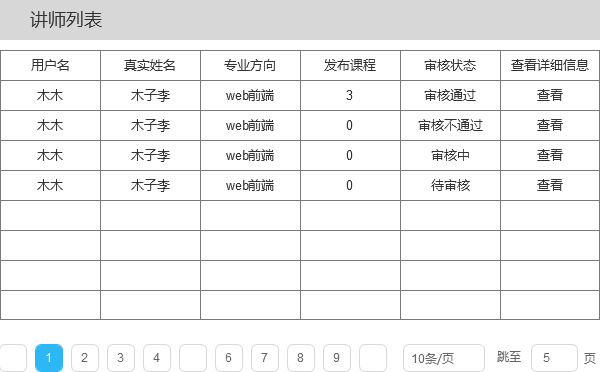 讲师列表
用户名 真实姓名 专业方向 发布课程 审核状态 查看详细信息
木木 木子李 web前端 3 审核通过 查看
木木 木子李 web前端 0 审核不通过 查看
木木 木子李 web前端 0 审核中 查看
木木 木子李 web前端 0 待审核 查看
1 2 3 4 6 7 8 9 10条/页 跳至 5 页